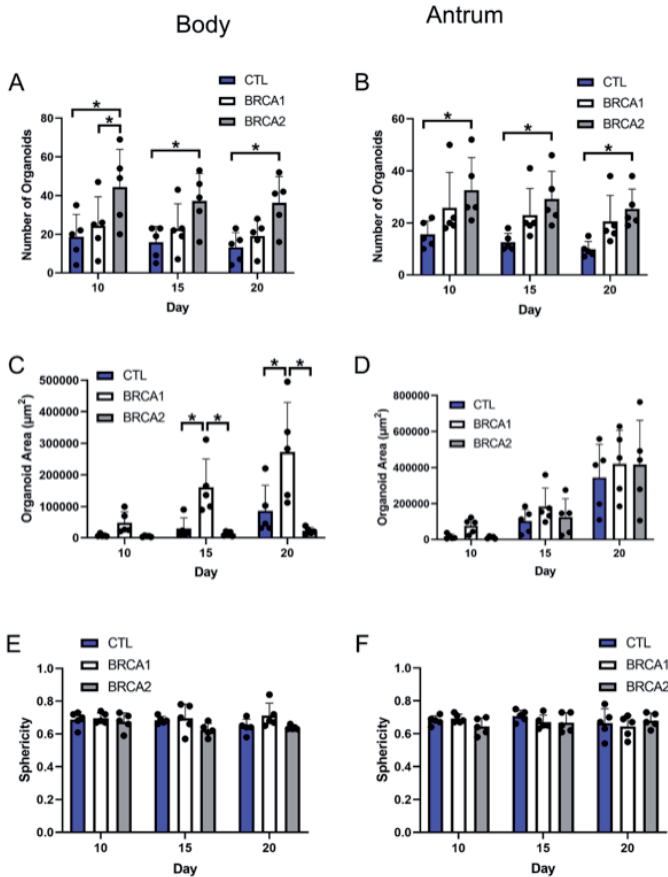 Body
Antrum
A
CTL
BRCA1
BRCA2
* * * *
Number of Organoids
80
60
40
20
0
10 15 20
Day
B
CTL
BRCA1
BRCA2
* * *
Number of Organoids
60
40
20
0
10 15 20
Day
C
CTL
BRCA1
BRCA2
* * * *
Organoid Area (μm²)
500000
400000
300000
200000
100000
0
10 15 20
Day
D
CTL
BRCA1
BRCA2
Organoid Area (μm²)
800000
600000
400000
200000
0
10 15 20
Day
E
CTL
BRCA1
BRCA2
Sphericity
1.0
0.8
0.6
0.4
0.2
0.0
10 15 20
Day
F
CTL
BRCA1
BRCA2
Sphericity
1.0
0.8
0.6
0.4
0.2
0.0
10 15 20
Day